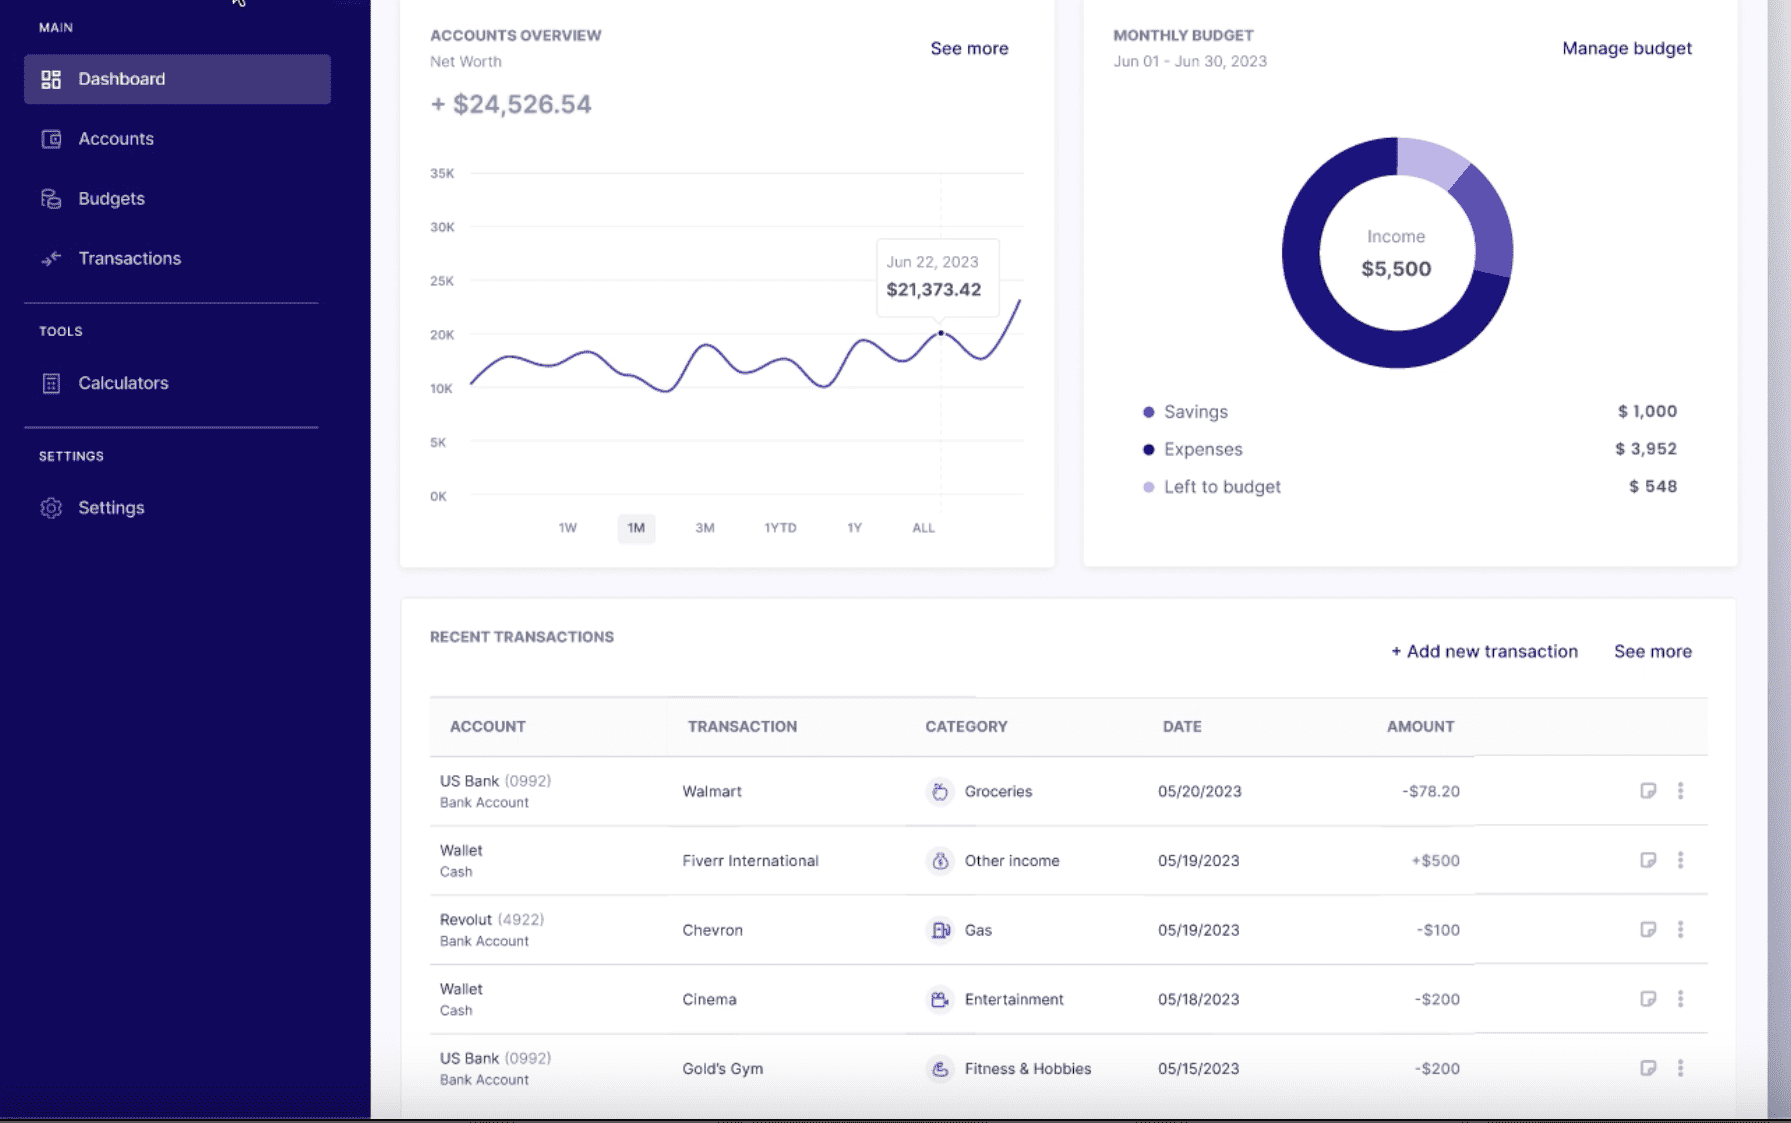 MAIN
Dashboard
Accounts
Budgets
Transactions
TOOLS
Calculators
SETTINGS
Settings
ACCOUNTS OVERVIEW
Net Worth
See more
+ $24,526.54
35K
30K
25K
20K
10K
5K
0K
Jun 22, 2023
$21,373.42
1W 1M 3M 1YTD 1Y ALL
MONTHLY BUDGET
Jun 01 - Jun 30, 2023
Manage budget
Income
$5,500
Savings $ 1,000
Expenses $ 3,952
Left to budget $ 548
RECENT TRANSACTIONS
+ Add new transaction See more
ACCOUNT TRANSACTION CATEGORY DATE AMOUNT
US Bank (0992)
Bank Account
Walmart Groceries 05/20/2023 -$78.20
Wallet
Cash
Fiverr International Other income 05/19/2023 +$500
Revolut (4922)
Bank Account
Chevron Gas 05/19/2023 -$100
Wallet
Cash
Cinema Entertainment 05/18/2023 -$200
US Bank (0992)
Bank Account
Gold's Gym Fitness & Hobbies 05/15/2023 -$200